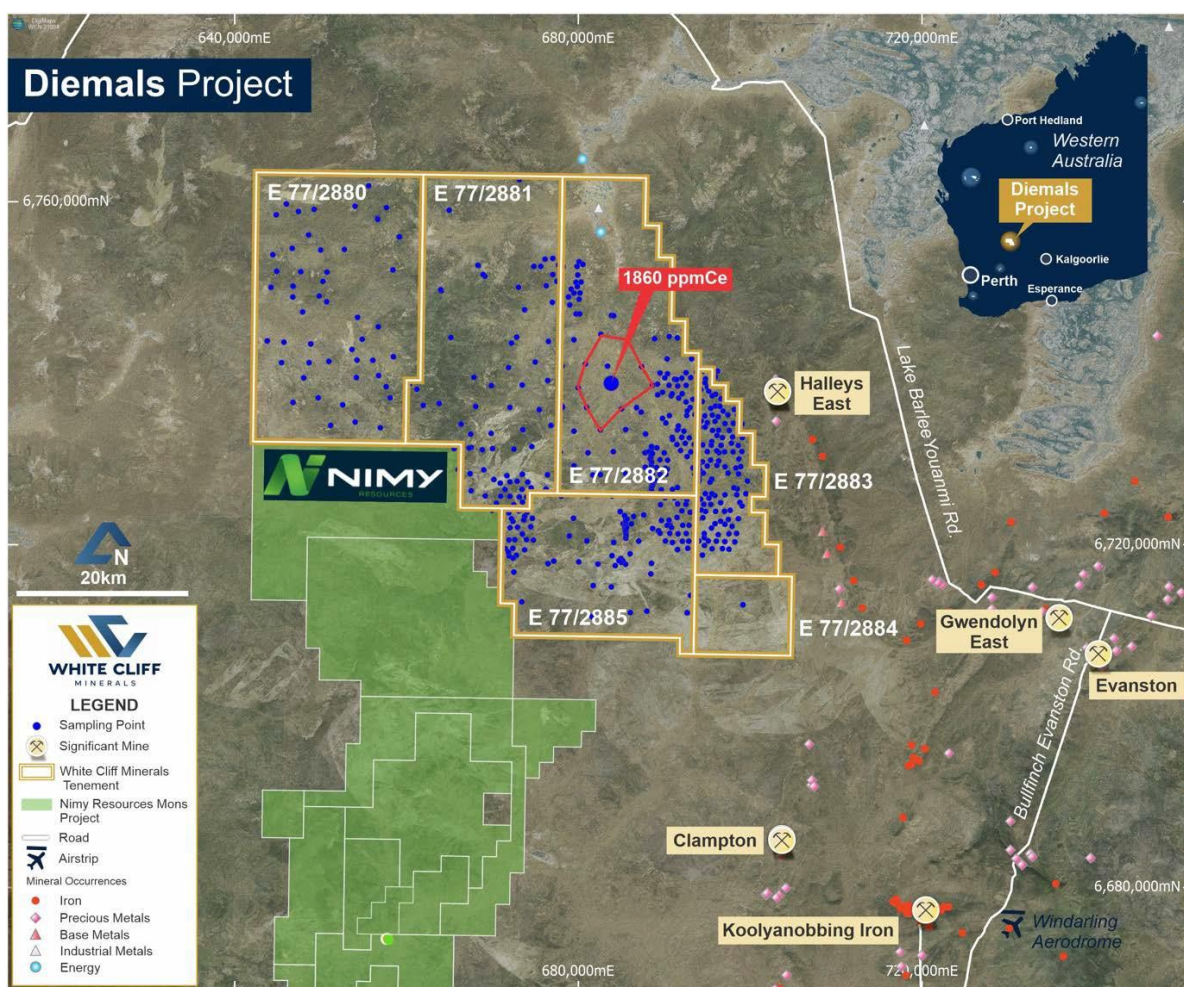 DigMaps
640,000mE
680,000mE
720,000mE
Diemals Project
Port Hedland
Western
Australia
Diemals
Project
Kalgoorlie
Perth
Esperance
6,760,000mN
E 77/2880
E 77/2881
1860 ppmCe
Halleys
East
Lake BarleeYouanmi Rd.
NIMY
RESOURCES
E 77/2882
E 77/2883
N
20km
6,720,000mN
E 77/2885
E 77/2884
Gwendolyn
East
Evanston
Bullfinch Evanston Rd.
WHITE CLIFF
MINERALS
LEGEND
Sampling Point
Significant Mine
White Cliff Minerals
Tenement
Nimy Resources Mons
Project
Road
Airstrip
Mineral Occurrences
Iron
Precious Metals
Base Metals
Industrial Metals
Energy
Clampton
Koolyanobbing Iron
6,680,000mN
Windarling
Aerodrome
680,000mE
720,000mE